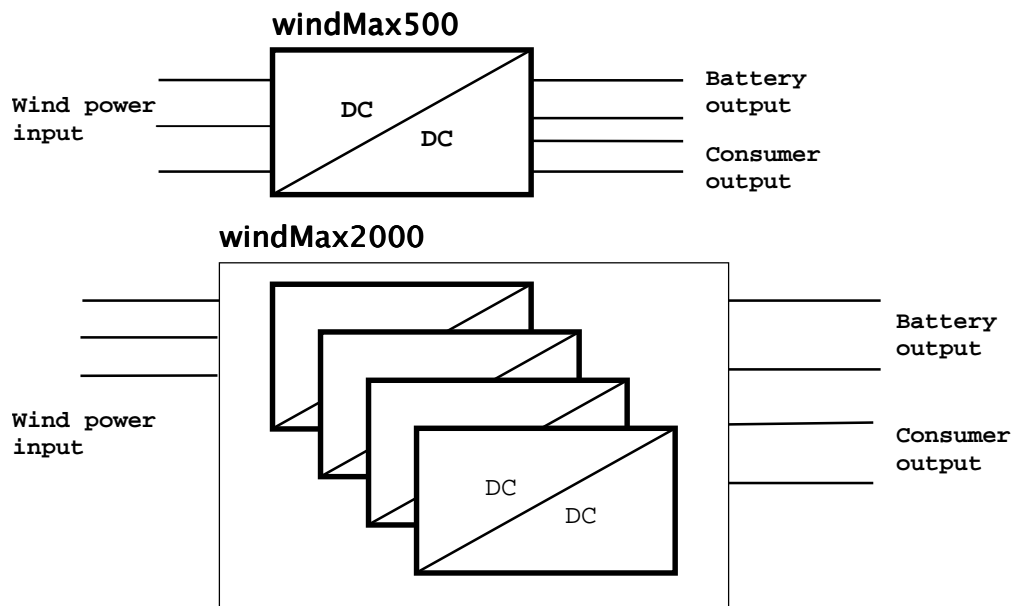 windMax500
Wind power
input
DC
DC
Battery
output
Consumer
output
windMax2000
Wind power
input
DC
DC
Battery
output
Consumer
output